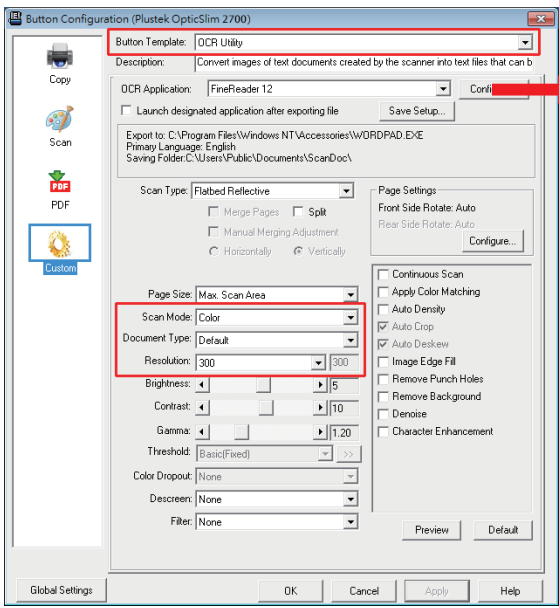 Button Configuration (Plustek OpticSlim 2700)
Button Template: OCR Utility
Description: Convert images of text documents created by the scanner into text files that can b
Copy
OCR Application: FineReader 12
Launch designated application after exporting file Save Setup...
Export to: C:\Program Files\Windows NT\Accessories\WORDPAD.EXE
Primary Language: English
Saving Folder:C:\Users\Public\Documents\ScanDoc\
Scan
PDF
PDF
Custom
Scan Type: Flatbed Reflective
Merge Pages Split
Manual Merging Adjustment
Horizontally Vertically
Page Settings
Front Side Rotate: Auto
Rear Side Rotate: Auto
Configure...
Page Size: Max. Scan Area
Scan Mode: Color
Document Type: Default
Resolution: 300 300
Brightness: 5
Contrast: 10
Gamma: 1.20
Threshold: Basic(Fixed) >>
Color Dropout: None
Descreen: None
Filter: None
Continuous Scan
Apply Color Matching
Auto Density
Auto Crop
Auto Deskew
Image Edge Fill
Remove Punch Holes
Remove Background
Denoise
Character Enhancement
Preview Default
Global Settings OK Cancel Apply Help